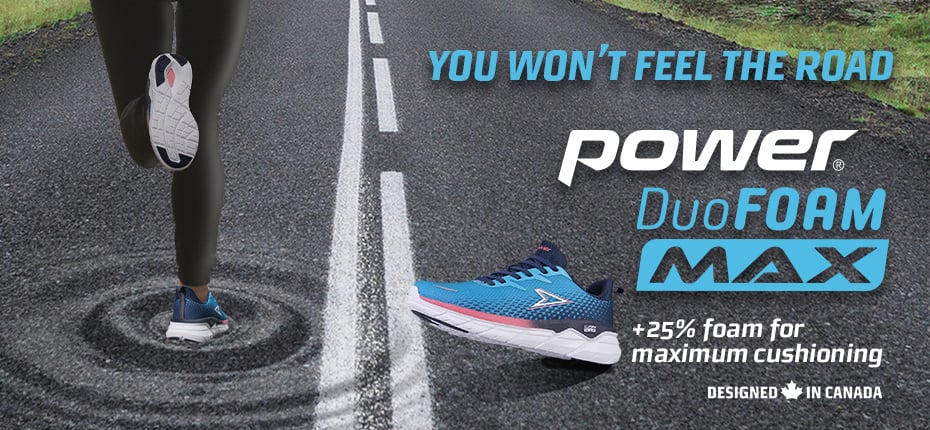 YOU WON'T FEEL THE ROAD
power®
DuoFOAM
MAX
+25% foam for
maximum cushioning
DESIGNED IN CANADA